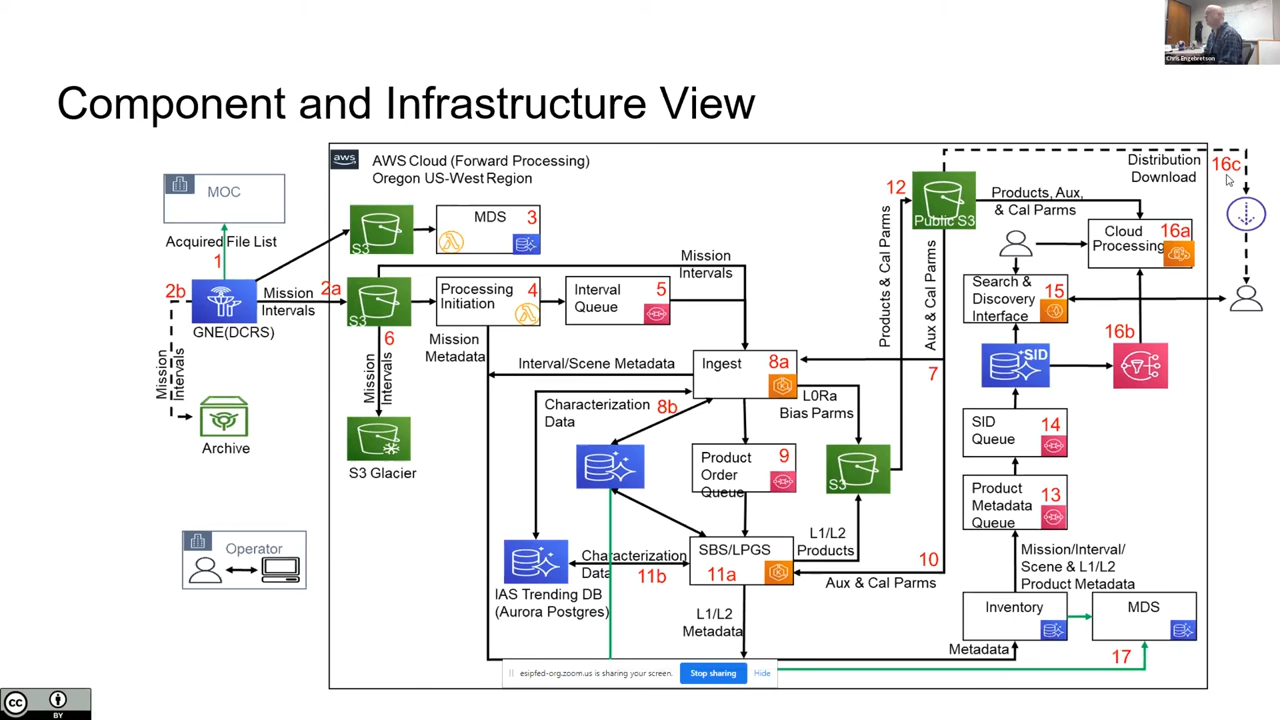 Chris Engebretson
Component and Infrastructure View
aws
AWS Cloud (Forward Processing)
Oregon US-West Region
MOC
Acquired File List
1
2b
2a
Mission
Intervals
GNE(DCRS)
Mission
Intervals
Archive
Operator
S3
MDS
3
S3
Processing
Initiation
4
Interval
Queue
5
Mission
Intervals
6
Mission
Intervals
Mission
Metadata
S3 Glacier
Interval/Scene Metadata
Ingest
8a
Characterization
Data
8b
L0Ra
Bias Parms
Product
Order
Queue
9
S3
IAS Trending DB
(Aurora Postgres)
Characterization
Data
11b
SBS/LPGS
11a
L1/L2
Products
L1/L2
Metadata
10
Aux & Cal Parms
7
Products & Cal Parms
Aux & Cal Parms
12
Public S3
Products, Aux,
& Cal Parms
Distribution
Download
16c
Cloud
Processing
16a
Search &
Discovery
Interface
15
16b
SID
SID
Queue
14
Product
Metadata
Queue
13
Mission/Interval/
Scene & L1/L2
Product Metadata
Inventory
MDS
Metadata
17
esipfed-org.zoom.us is sharing your screen.
Stop sharing
Hide
cc
BY